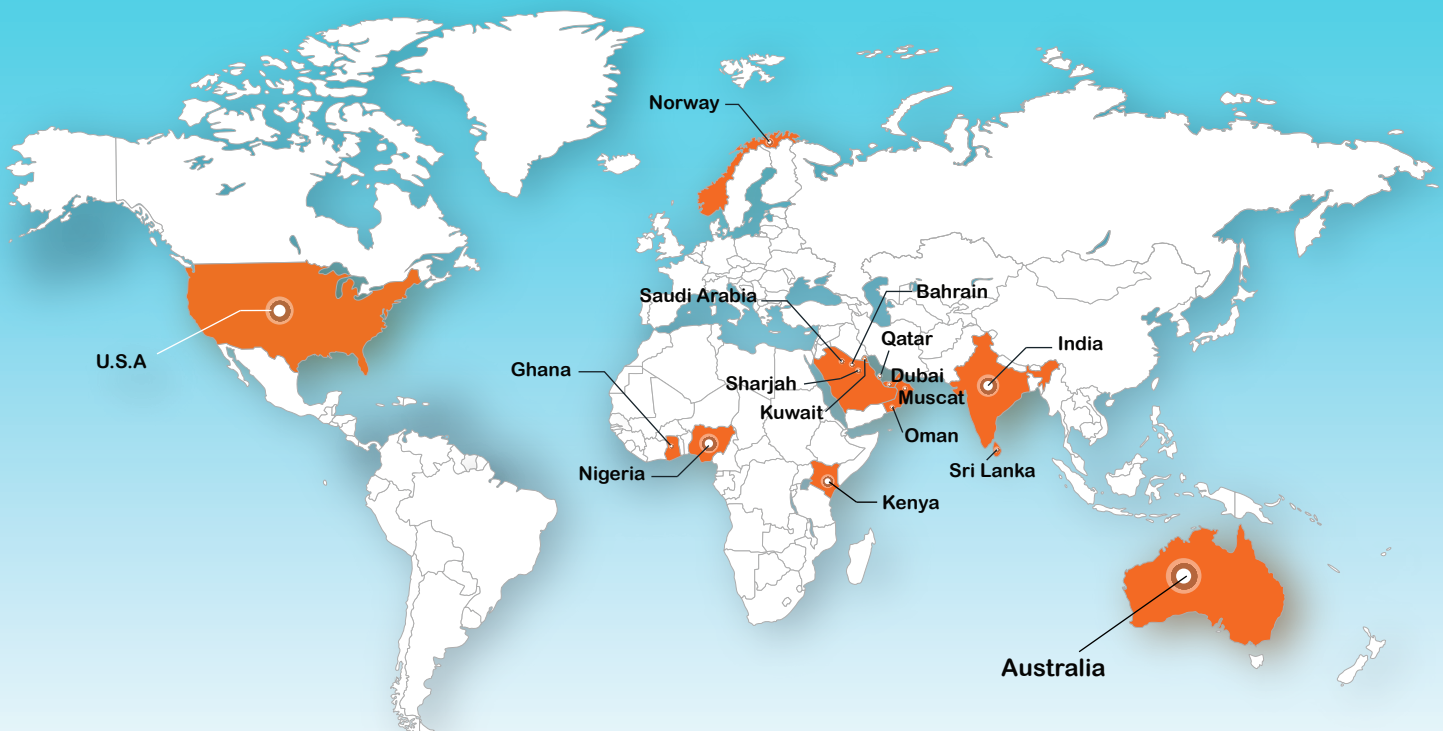 Norway
Saudi Arabia
Bahrain
U.S.A
Qatar
India
Ghana
Sharjah
Dubai
Muscat
Kuwait
Oman
Nigeria
Sri Lanka
Kenya
Australia